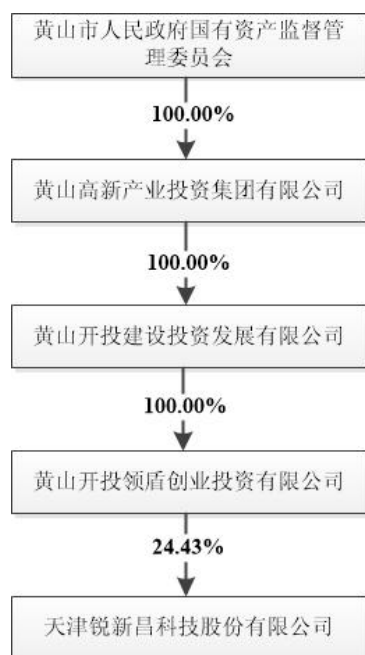 黄山市人民政府国有资产监督管
理委员会
100.00%
黄山高新产业投资集团有限公司
100.00%
黄山开投建设投资发展有限公司
100.00%
黄山开投领盾创业投资有限公司
24.43%
天津锐新昌科技股份有限公司